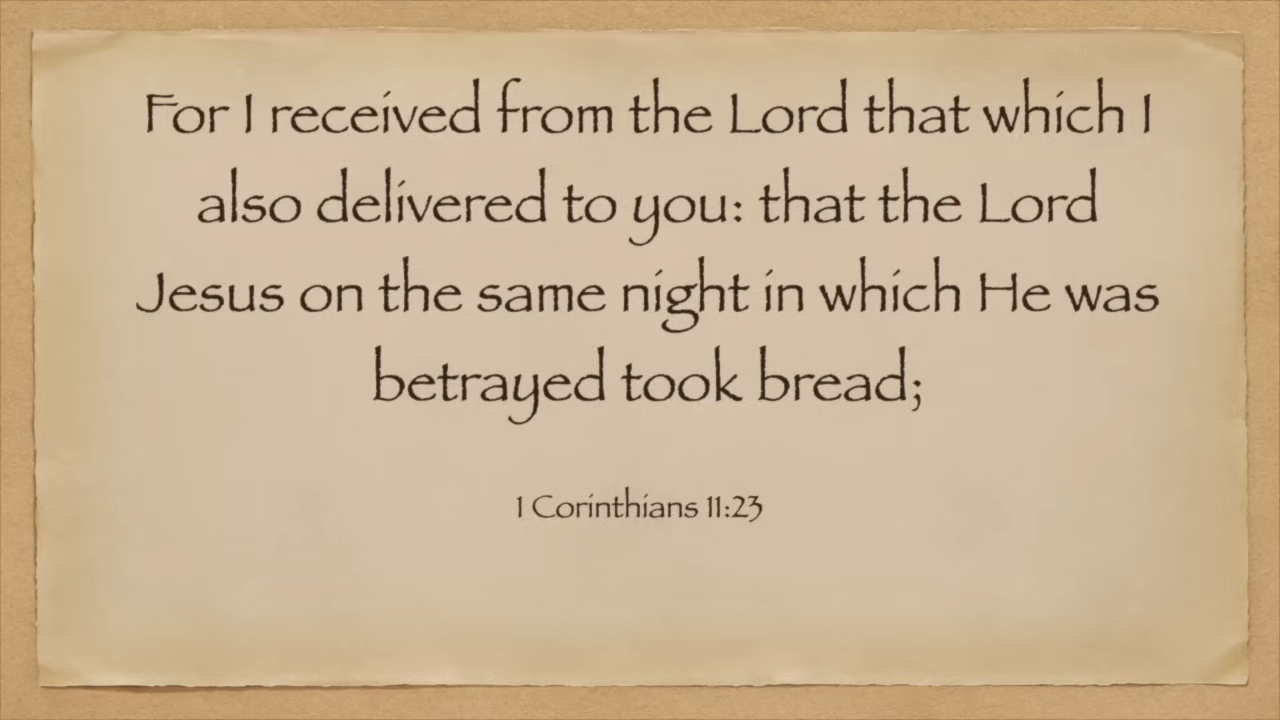 For I received from the Lord that which I
also delivered to you: that the Lord
Jesus on the same night in which He was
betrayed took bread;
1 Corinthians 11:23